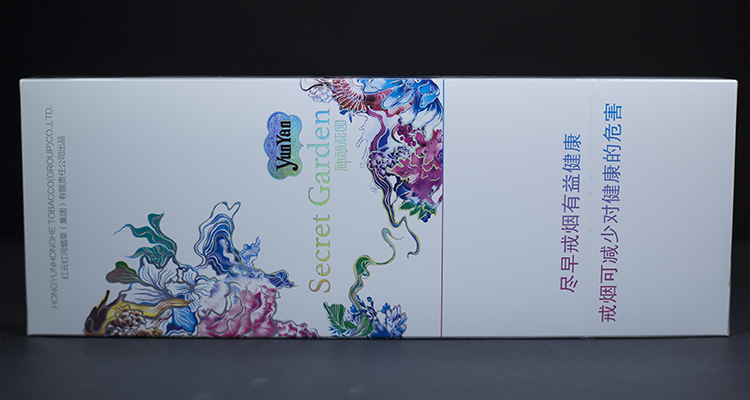 HONGYUNHONGHE TOBACCO(GROUP)CO.,LTD.
红云红河烟草（集团）有限责任公司出品
YunYan
Secret Garden
神秘花园
尽早戒烟有益健康
戒烟可减少对健康的危害